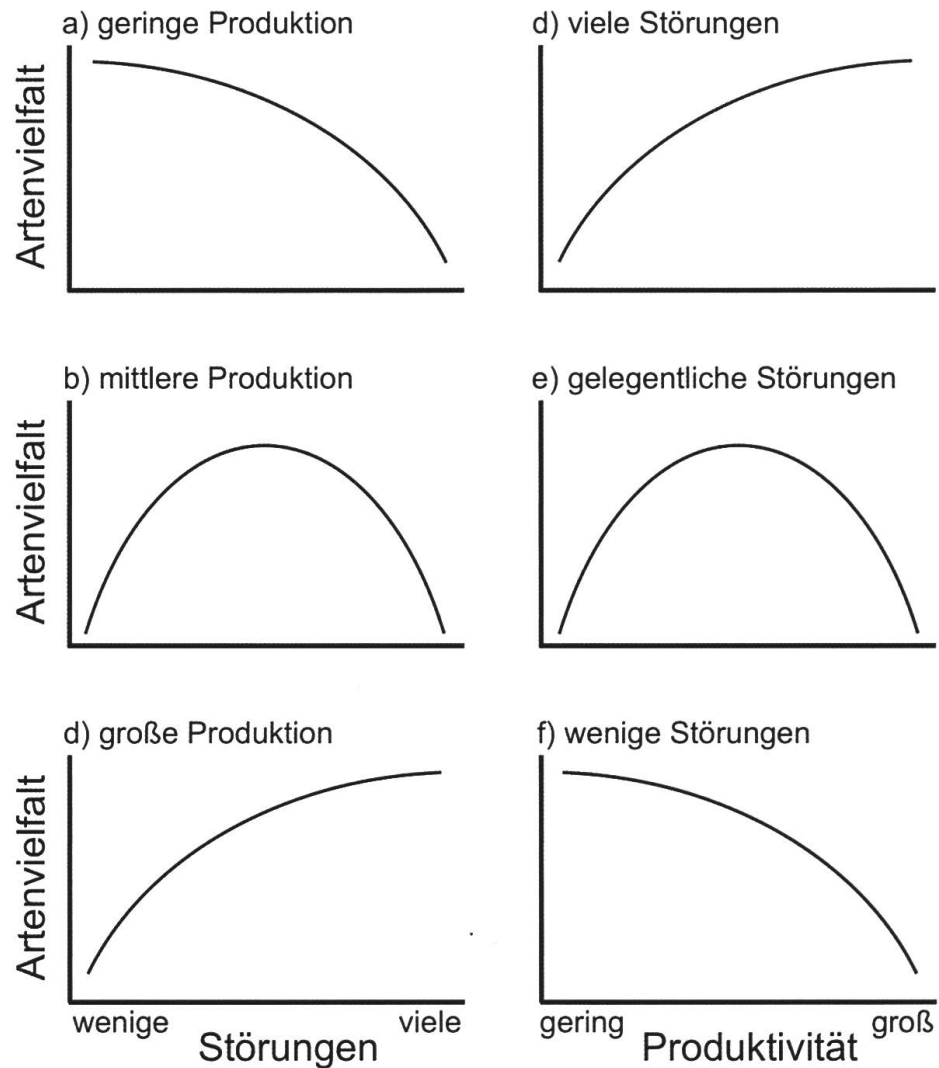 a) geringe Produktion
Artenvielfalt
d) viele Störungen
b) mittlere Produktion
Artenvielfalt
e) gelegentliche Störungen
d) große Produktion
Artenvielfalt
wenige viele
Störungen
f) wenige Störungen
gering groß
Produktivität